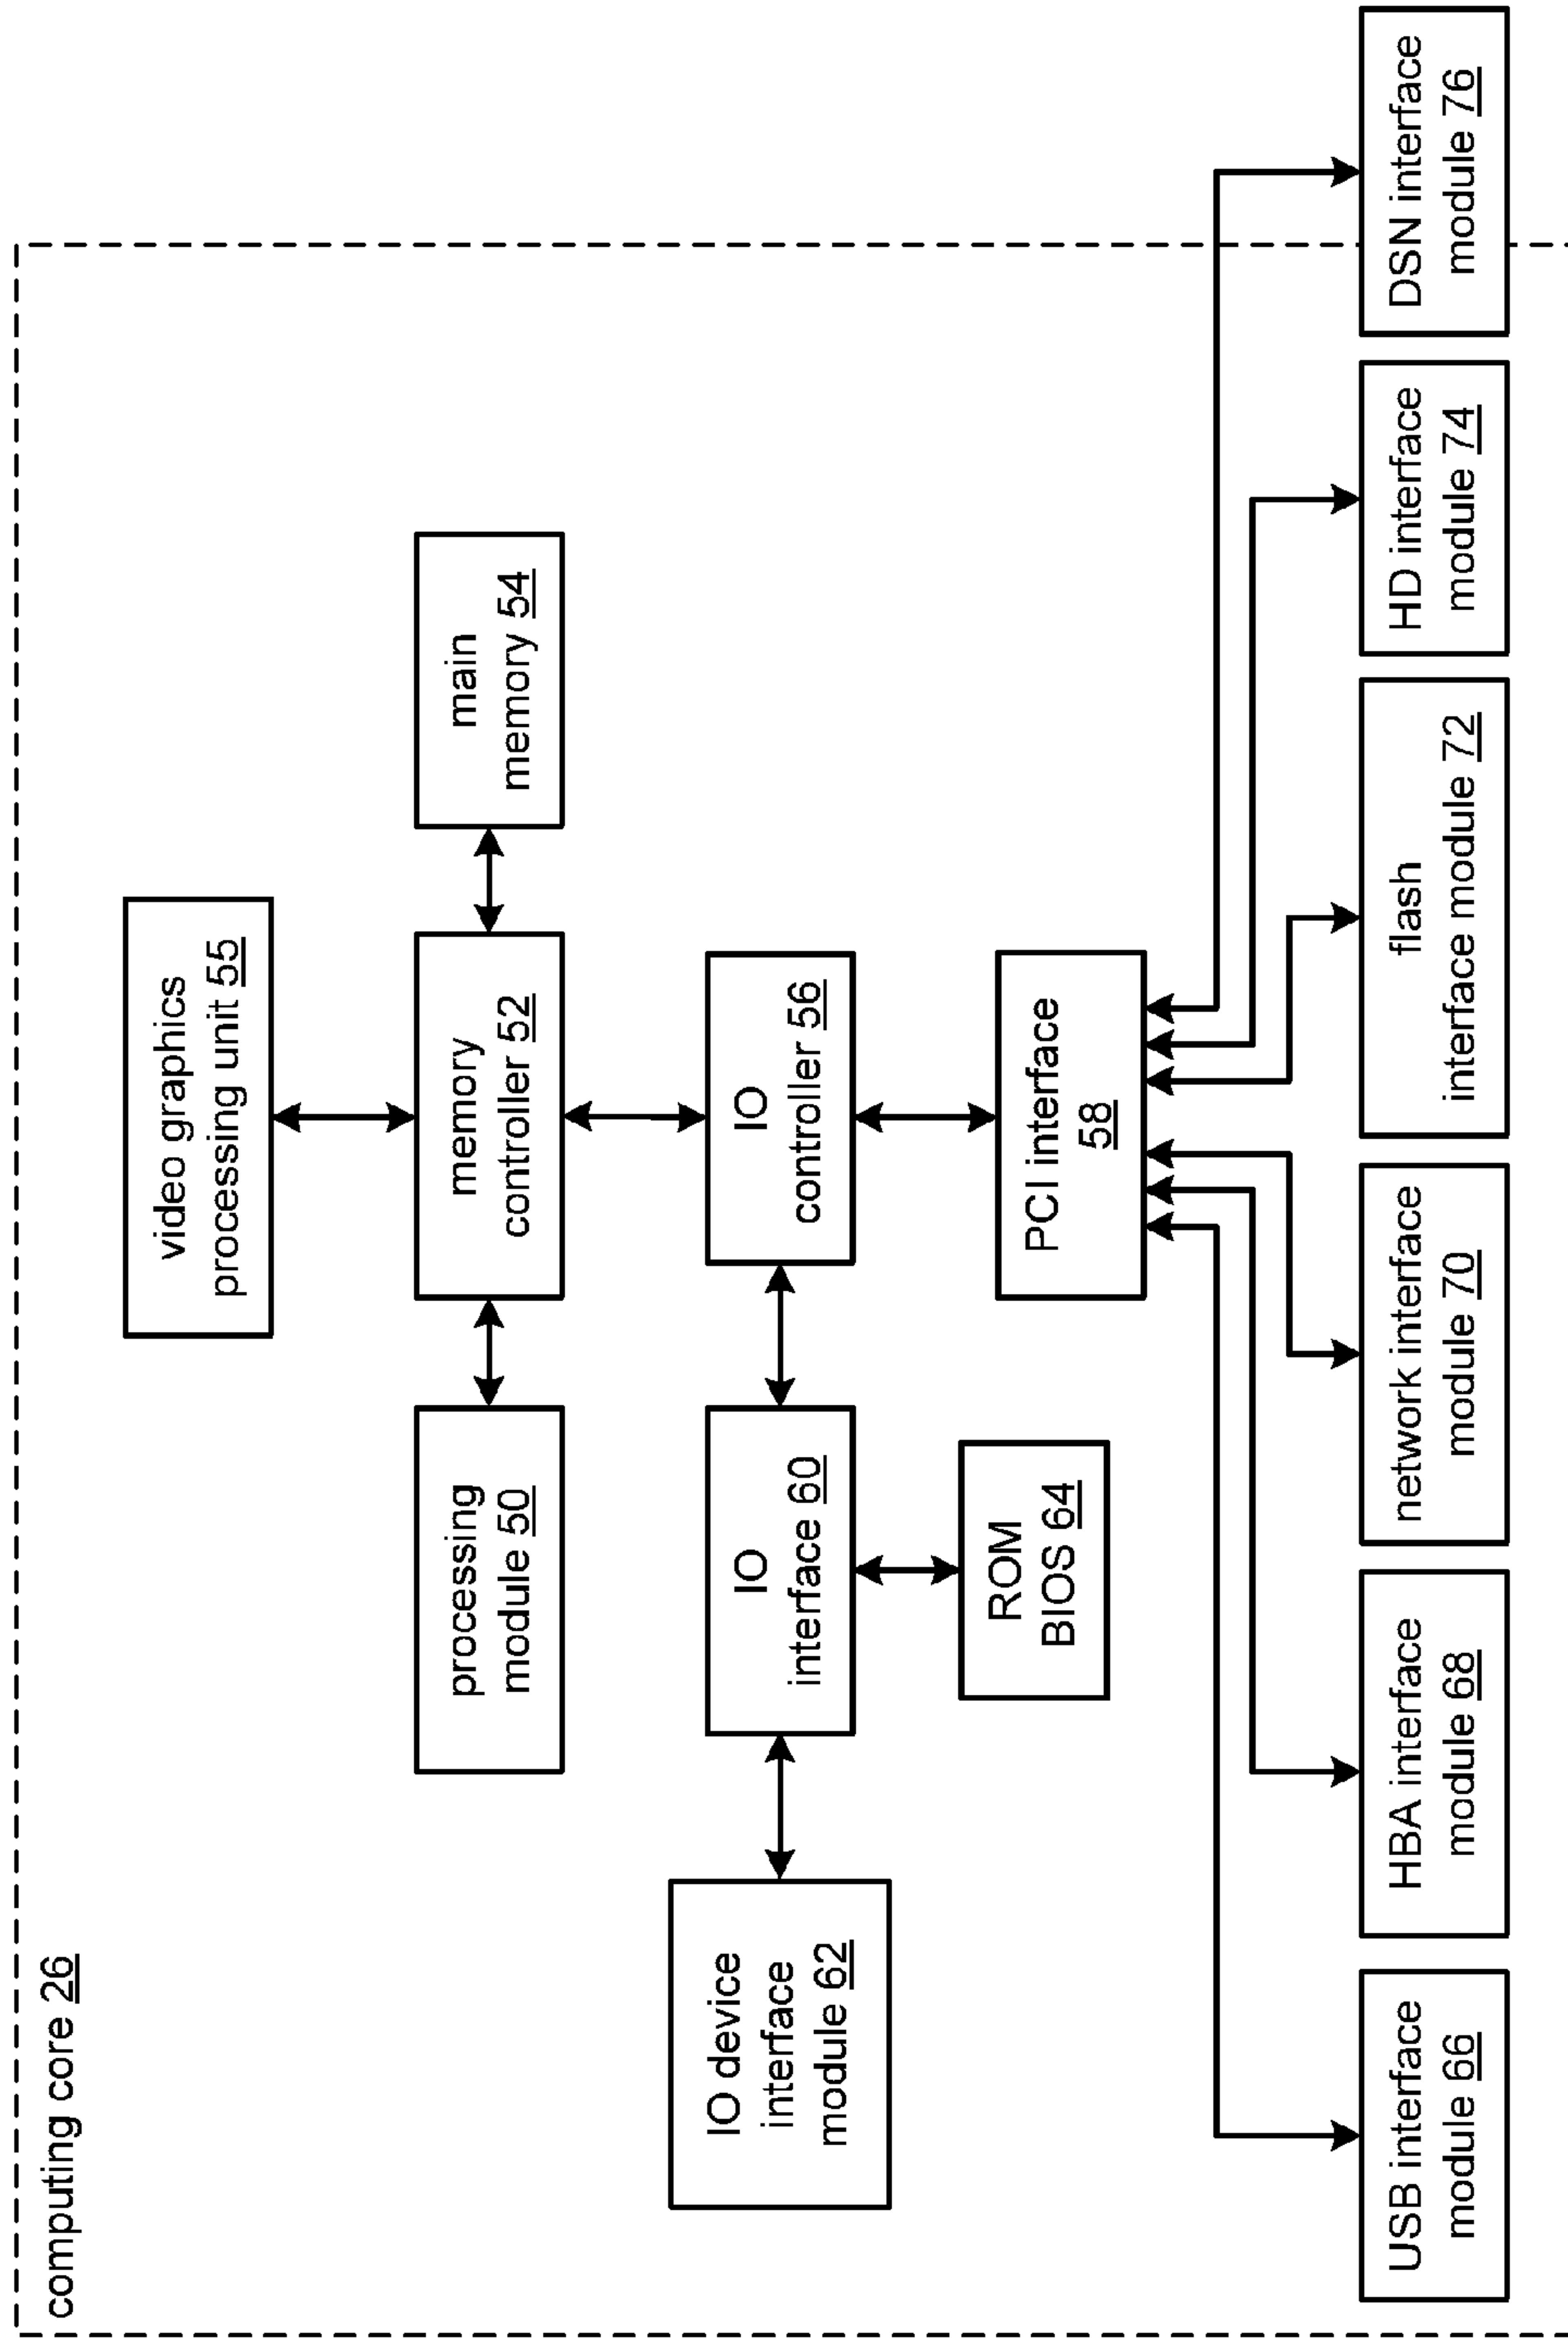 computing core 26
video graphics
processing unit 55
processing
module 50
memory
controller 52
main
memory 54
IO device
interface
module 62
IO
interface 60
IO
controller 56
ROM
BIOS 64
PCI interface
58
USB interface
module 66
HBA interface
module 68
network interface
module 70
flash
interface module 72
HD interface
module 74
DSN interface
module 76